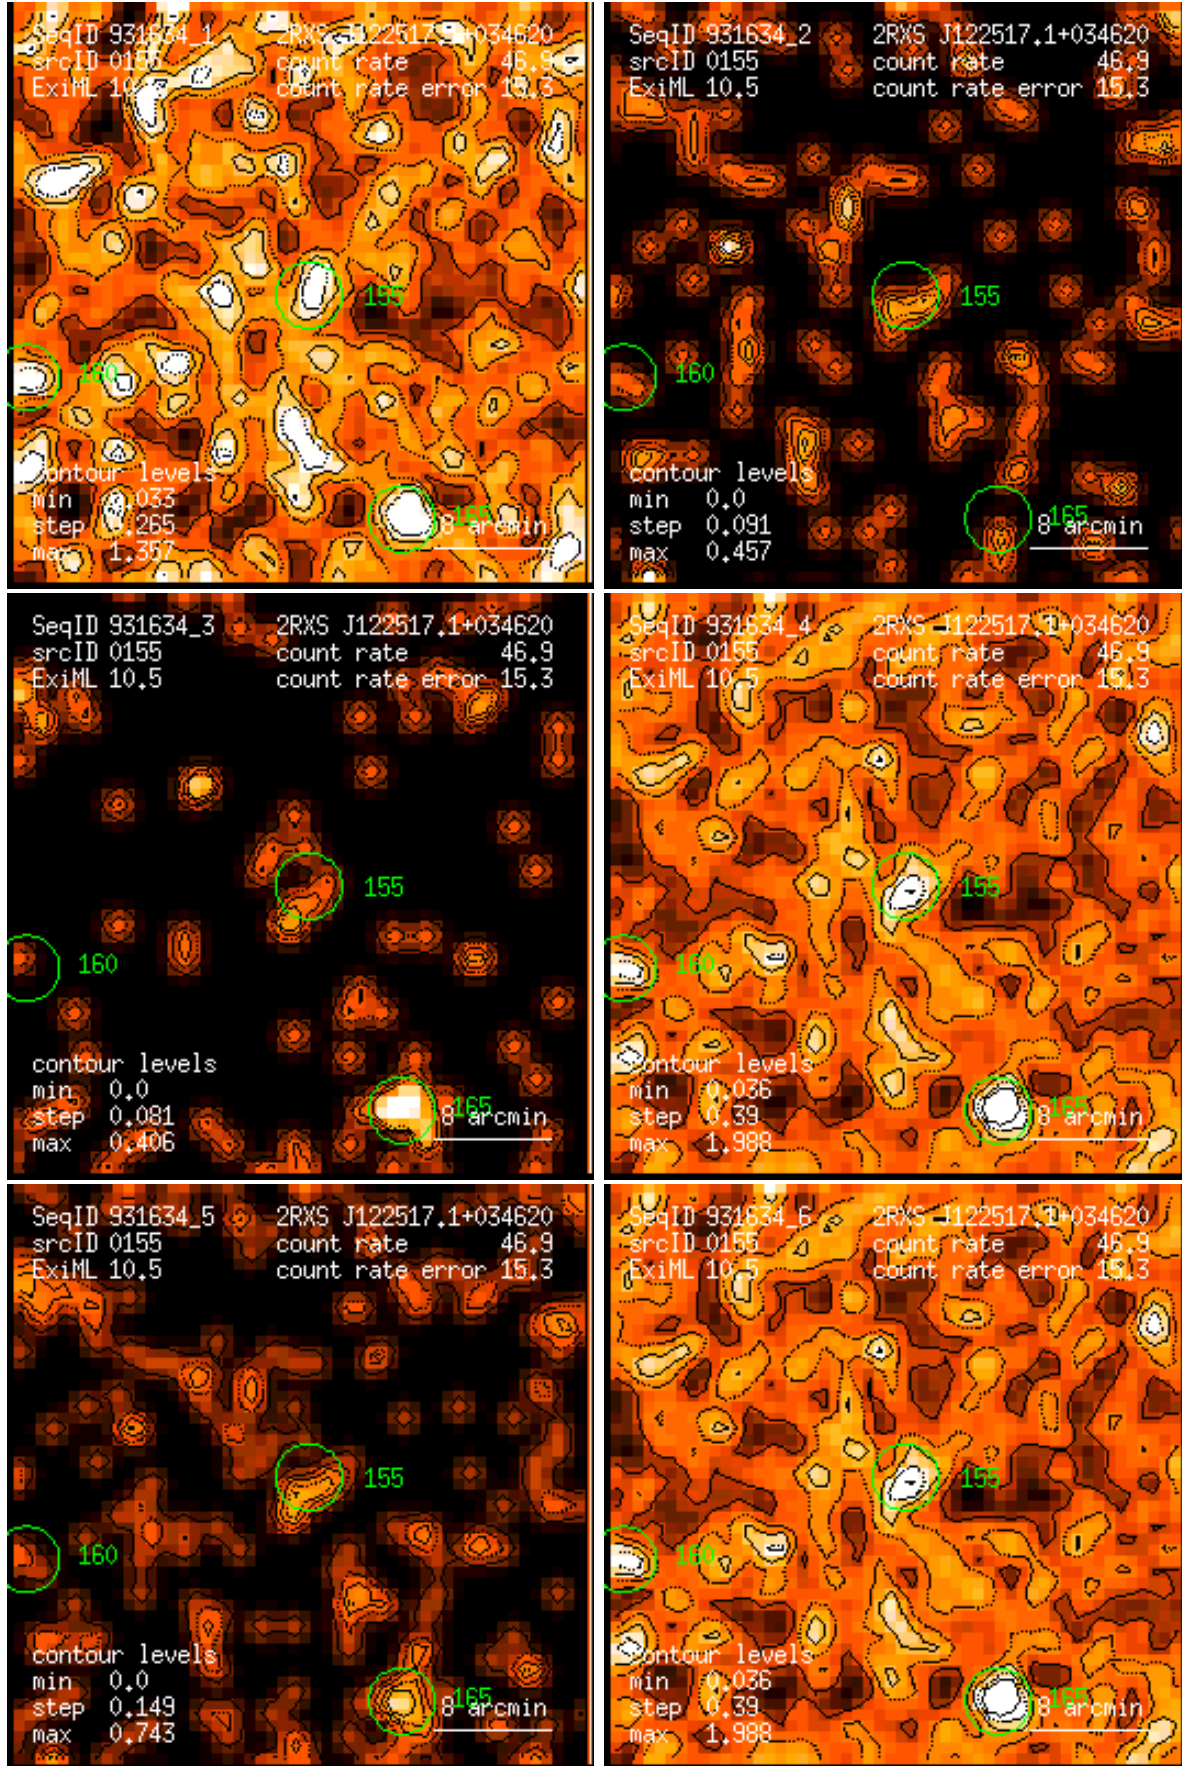 SeqID 931634_1 2RXS J122517.1+034620
srcID 0155 count rate 46.9
ExiML 10.5 count rate error 15.3
155
160
contour levels
min 0.033
step 0.265 165 8 arcmin
max 1.357
SeqID 931634_2 2RXS J122517.1+034620
srcID 0155 count rate 46.9
ExiML 10.5 count rate error 15.3
155
160
contour levels
min 0.0
step 0.091 165 8 arcmin
max 0.457
SeqID 931634_3 2RXS J122517.1+034620
srcID 0155 count rate 46.9
ExiML 10.5 count rate error 15.3
155
160
contour levels
min 0.0
step 0.081 165 8 arcmin
max 0.406
SeqID 931634_4 2RXS J122517.1+034620
srcID 0155 count rate 46.9
ExiML 10.5 count rate error 15.3
155
160
contour levels
min 0.036
step 0.39 165 8 arcmin
max 1.988
SeqID 931634_5 2RXS J122517.1+034620
srcID 0155 count rate 46.9
ExiML 10.5 count rate error 15.3
155
160
contour levels
min 0.0
step 0.149 165 8 arcmin
max 0.743
SeqID 931634_6 2RXS J122517.1+034620
srcID 0155 count rate 46.9
ExiML 10.5 count rate error 15.3
155
160
contour levels
min 0.036
step 0.39 165 8 arcmin
max 1.988